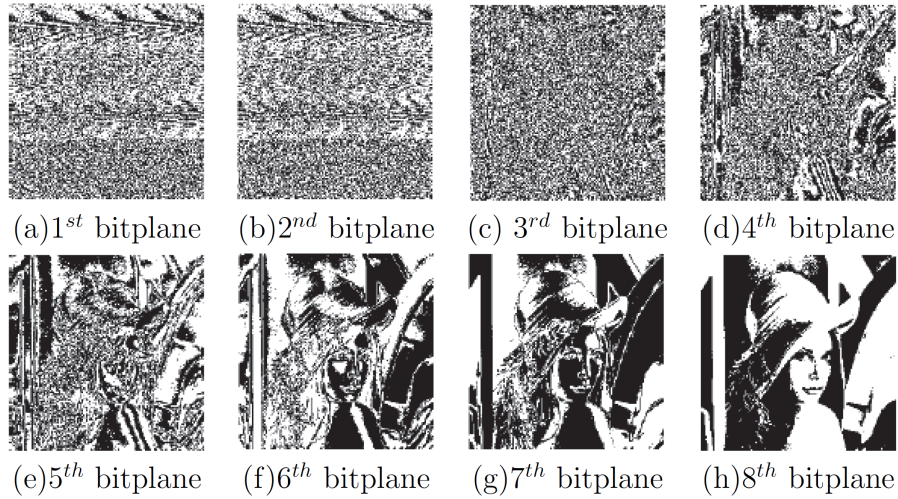 (a)1st bitplane (b)2nd bitplane (c) 3rd bitplane (d)4th bitplane
(e)5th bitplane (f)6th bitplane (g)7th bitplane (h)8th bitplane